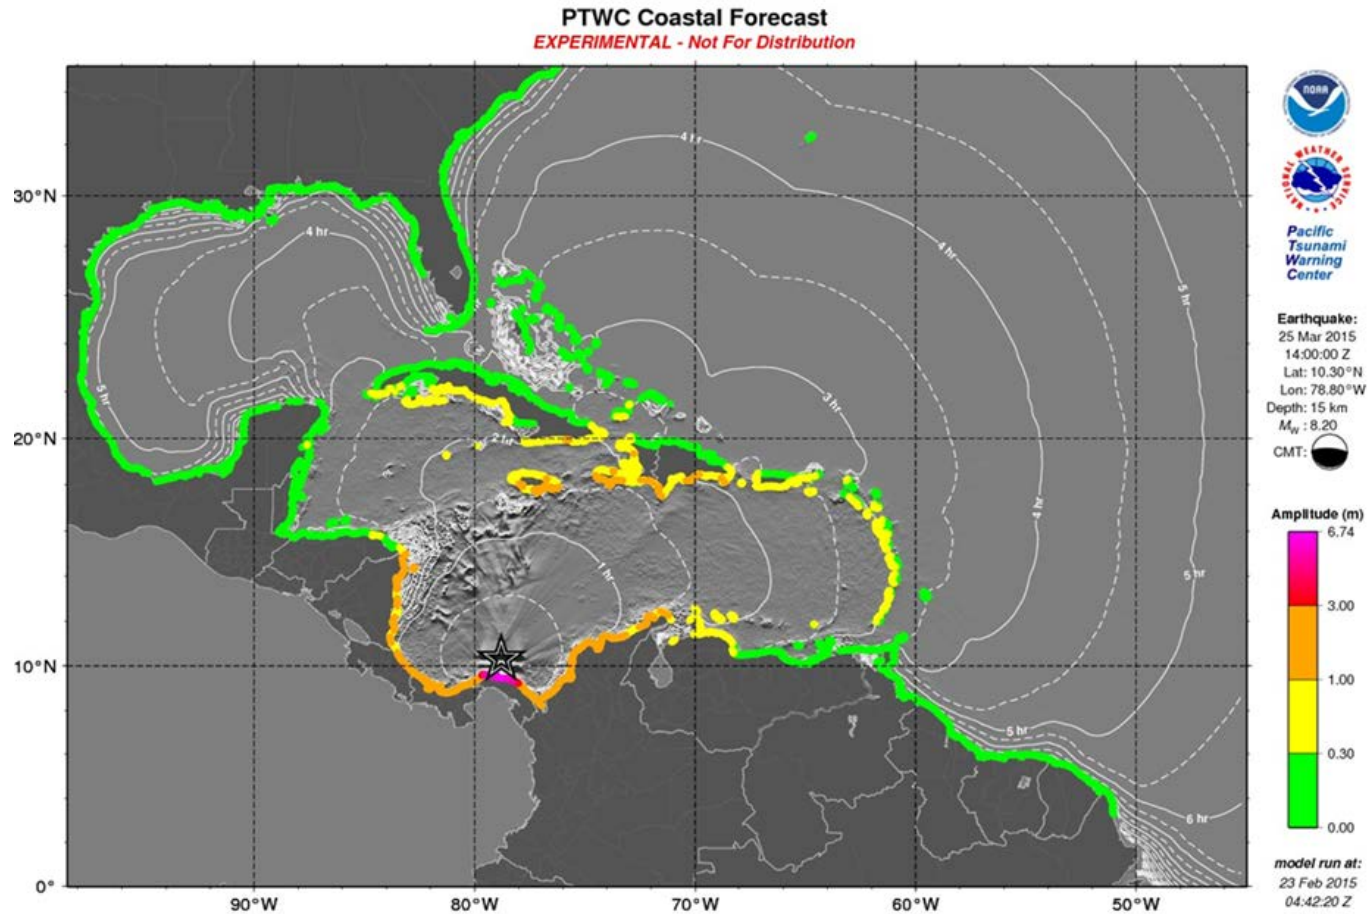 PTWC Coastal Forecast
EXPERIMENTAL - Not For Distribution
NOAA
NATIONAL WEATHER SERVICE
Pacific
Tsunami
Warning
Center
Earthquake:
25 Mar 2015
14:00:00 Z
Lat: 10.30°N
Lon: 78.80°W
Depth: 15 km
Mw : 8.20
CMT:
Amplitude (m)
6.74
3.00
1.00
0.30
0.00
model run at:
23 Feb 2015
04:42:20 Z
30°N
20°N
10°N
0°
90°W
80°W
70°W
60°W
50°W
4 hr
4 hr
4 hr
5 hr
3 hr
5 hr
2 hr
4 hr
1 hr
5 hr
5 hr
6 hr